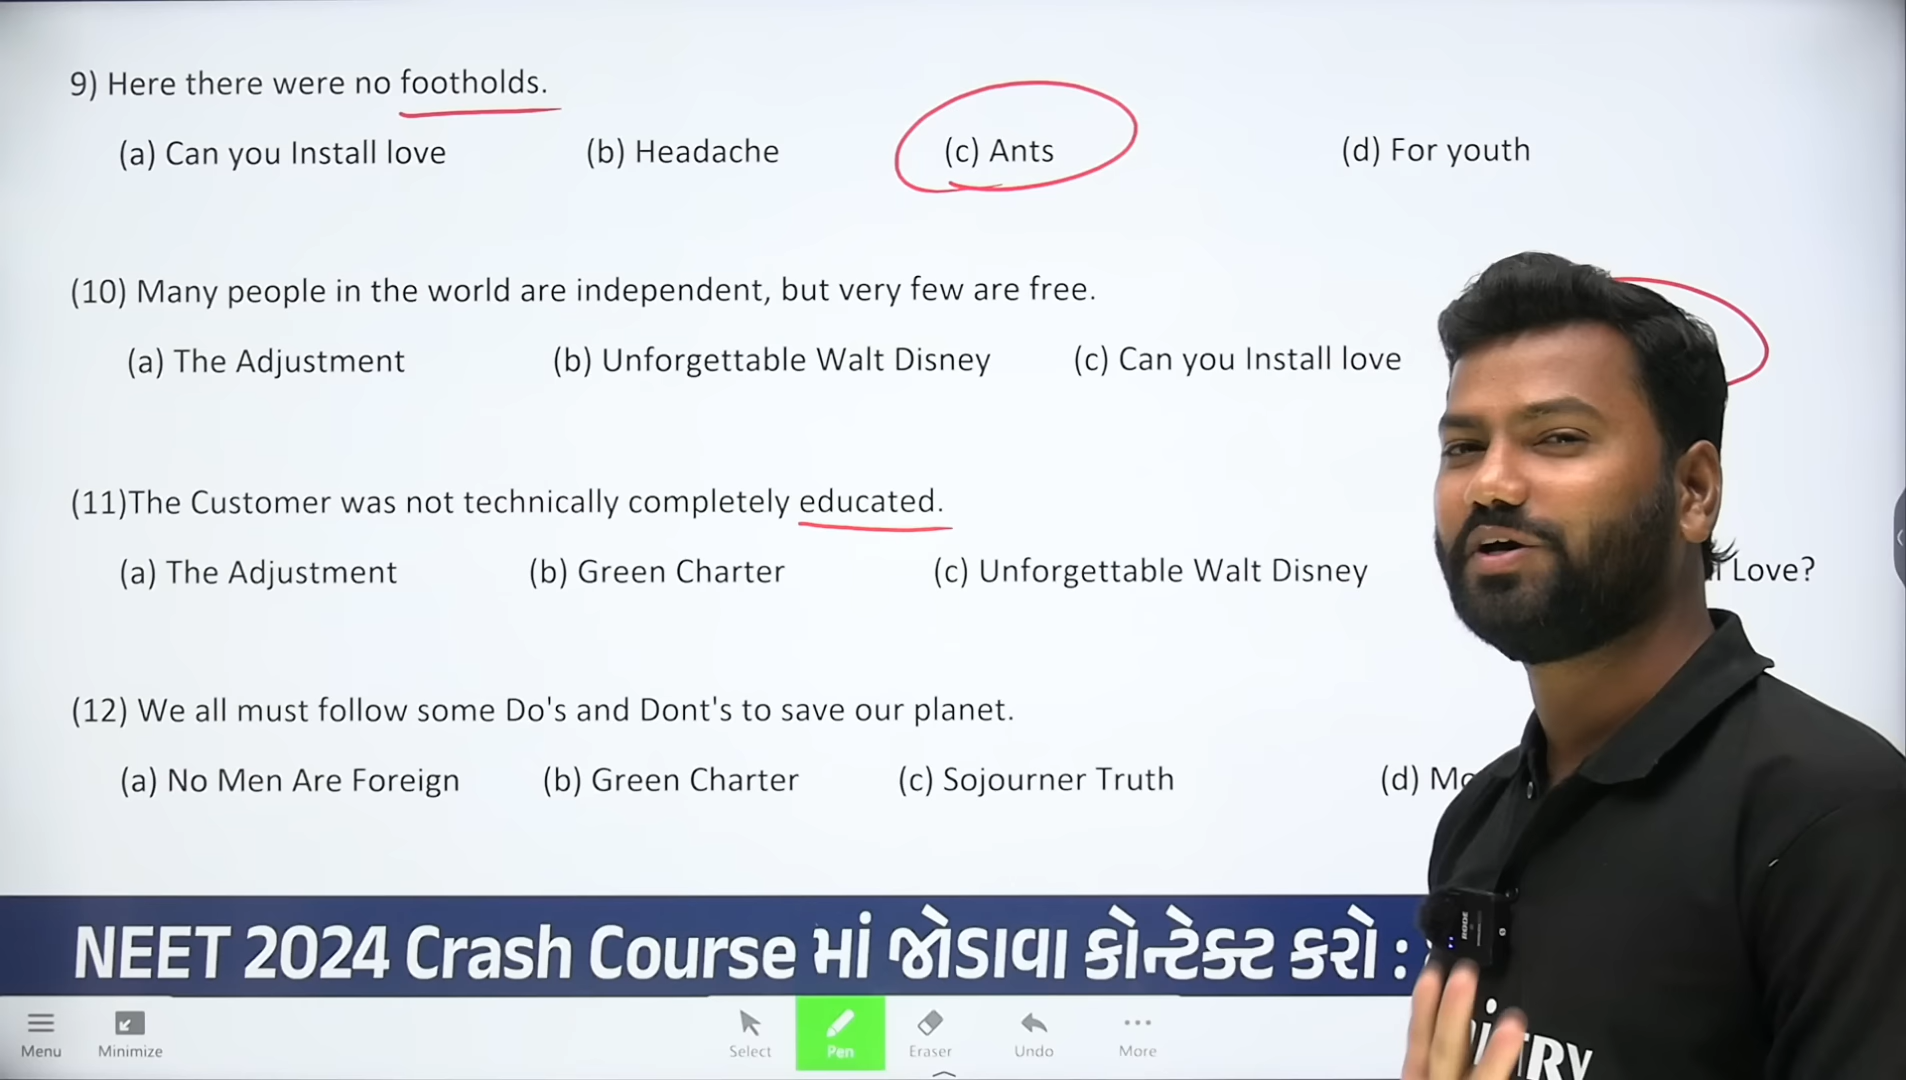 9) Here there were no footholds.
(a) Can you Install love (b) Headache (c) Ants (d) For youth
(10) Many people in the world are independent, but very few are free.
(a) The Adjustment (b) Unforgettable Walt Disney (c) Can you Install love
(11)The Customer was not technically completely educated.
(a) The Adjustment (b) Green Charter (c) Unforgettable Walt Disney Love?
(12) We all must follow some Do's and Dont's to save our planet.
(a) No Men Are Foreign (b) Green Charter (c) Sojourner Truth (d)
NEET 2024 Crash Course માં જોડાવા કોન્ટેક્ટ કરો :
RODE
Menu Minimize Select Pen Eraser Undo More